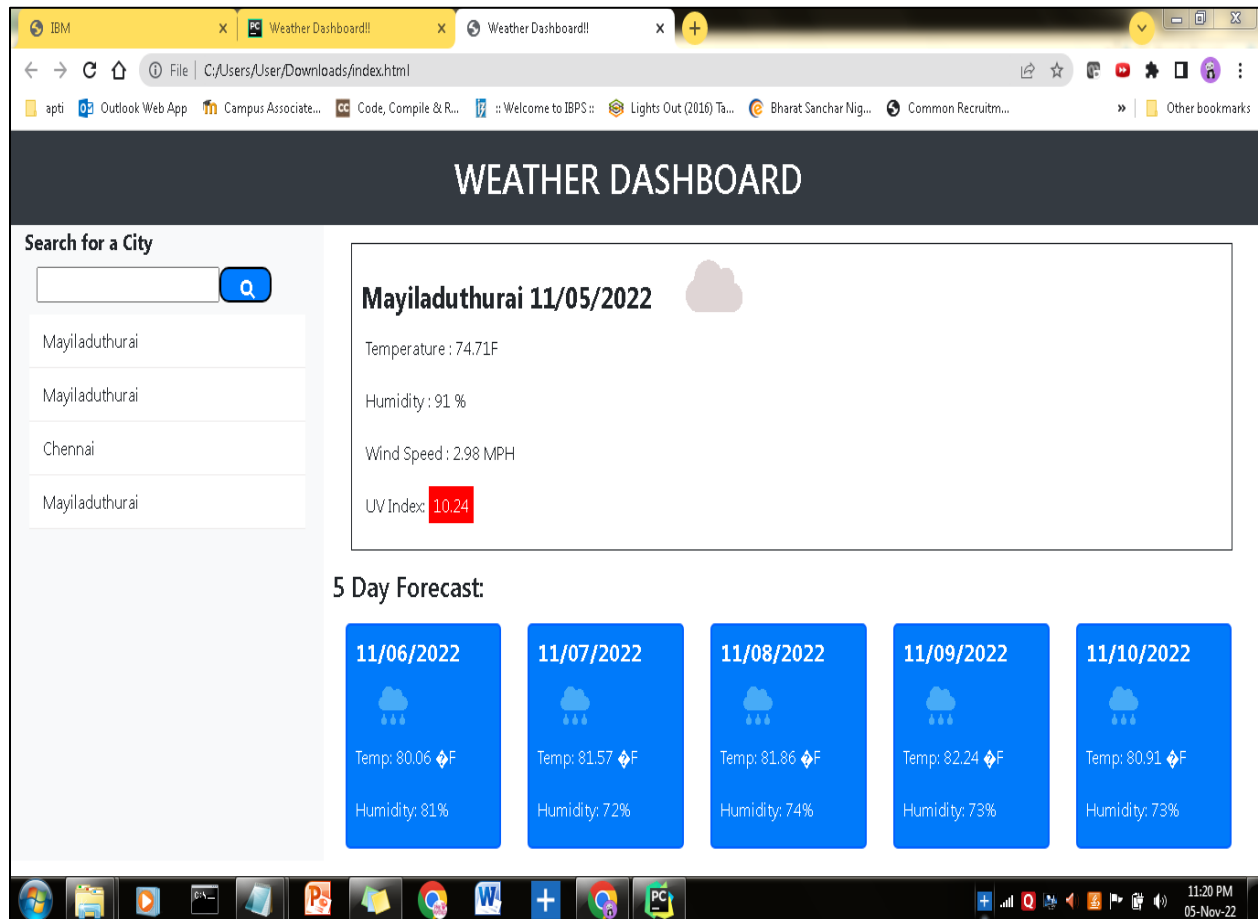 IBM
Weather Dashboard!!
Weather Dashboard!!
File C:/Users/User/Downloads/index.html
apti Outlook Web App Campus Associate... Code, Compile & R... :: Welcome to IBPS :: Lights Out (2016) Ta... Bharat Sanchar Nig... Common Recruitm... » Other bookmarks
WEATHER DASHBOARD
Search for a City
Mayiladuthurai
Mayiladuthurai
Chennai
Mayiladuthurai
Mayiladuthurai 11/05/2022
Temperature : 74.71F
Humidity : 91 %
Wind Speed : 2.98 MPH
UV Index: 10.24
5 Day Forecast:
11/06/2022
Temp: 80.06 �F
Humidity: 81%
11/07/2022
Temp: 81.57 �F
Humidity: 72%
11/08/2022
Temp: 81.86 �F
Humidity: 74%
11/09/2022
Temp: 82.24 �F
Humidity: 73%
11/10/2022
Temp: 80.91 �F
Humidity: 73%
11:20 PM
05-Nov-22